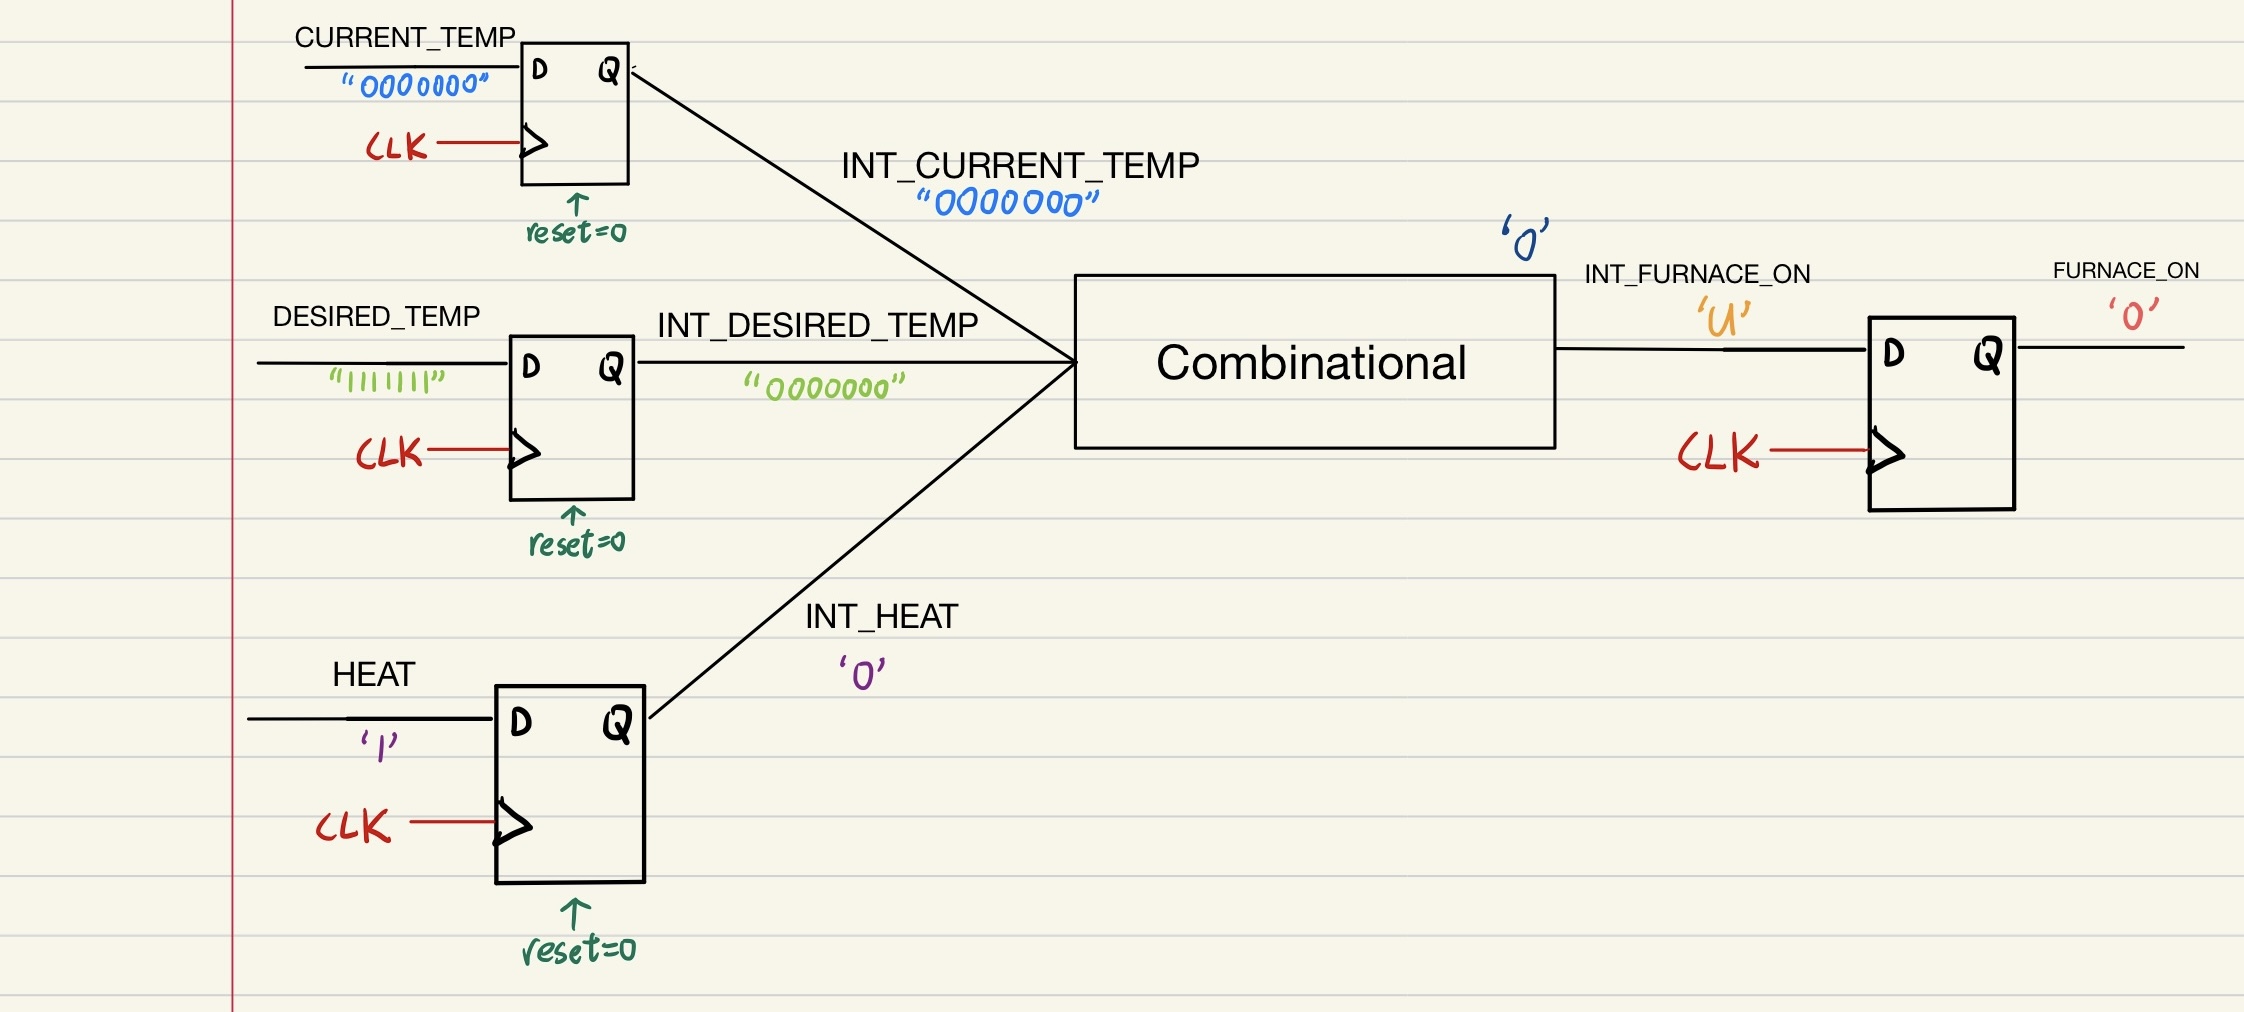 CURRENT_TEMP
"0000000"
D Q
CLK
reset=0
INT_CURRENT_TEMP
"0000000"
DESIRED_TEMP
"1111111"
D Q
CLK
reset=0
INT_DESIRED_TEMP
"0000000"
HEAT
'1'
D Q
CLK
reset=0
INT_HEAT
'0'
'0'
Combinational
INT_FURNACE_ON
'U'
CLK
D Q
FURNACE_ON
'0'